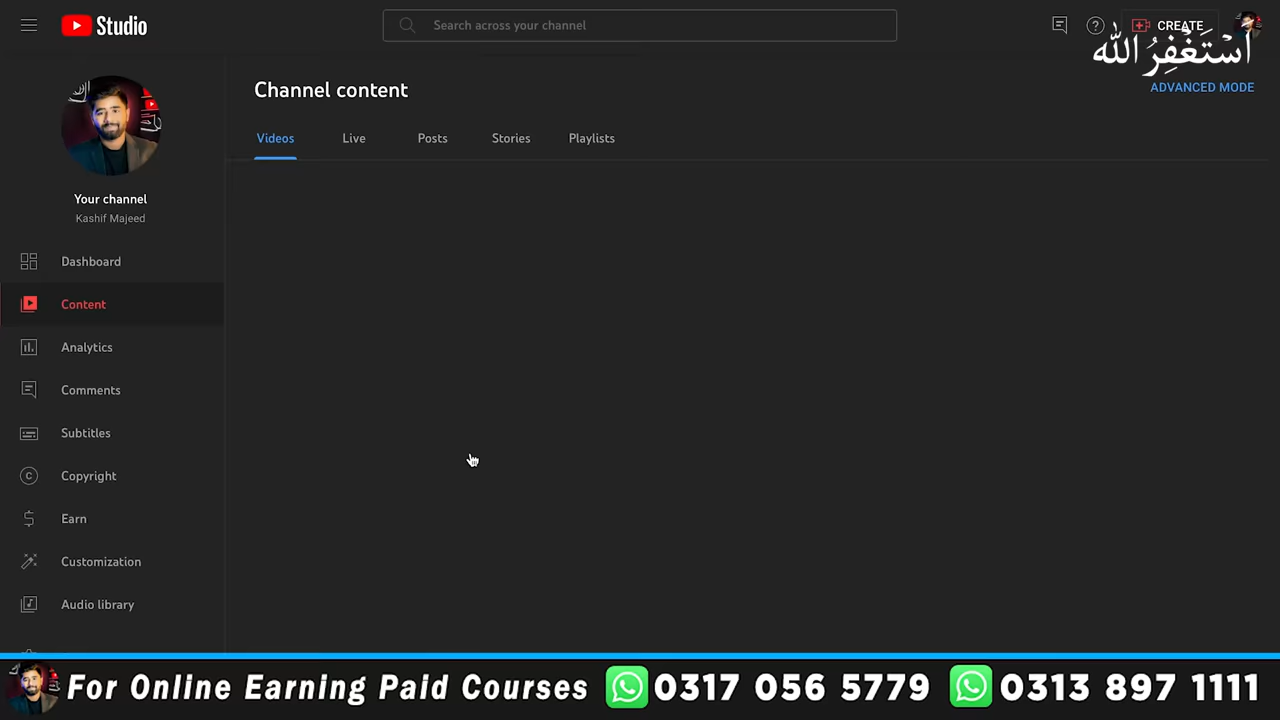 Studio
Search across your channel
CREATE
أَسْتَغْفِرُ اللّٰه
ADVANCED MODE
Channel content
Videos
Live
Posts
Stories
Playlists
Your channel
Kashif Majeed
Dashboard
Content
Analytics
Comments
Subtitles
Copyright
Earn
Customization
Audio library
For Online Earning Paid Courses 0317 056 5779 0313 897 1111